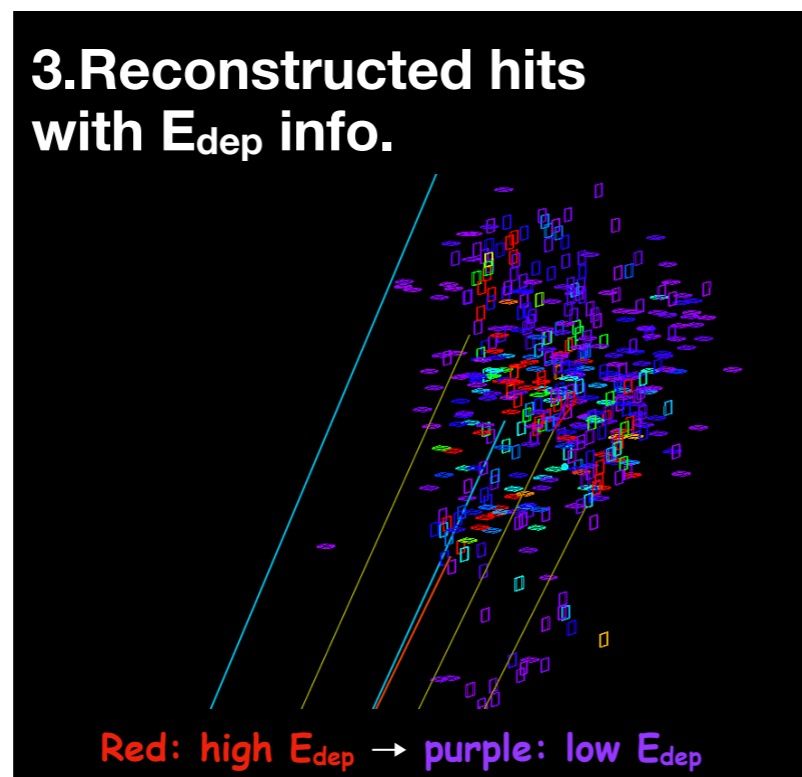 3.Reconstructed hits
with Edep info.
Red: high Edep → purple: low Edep